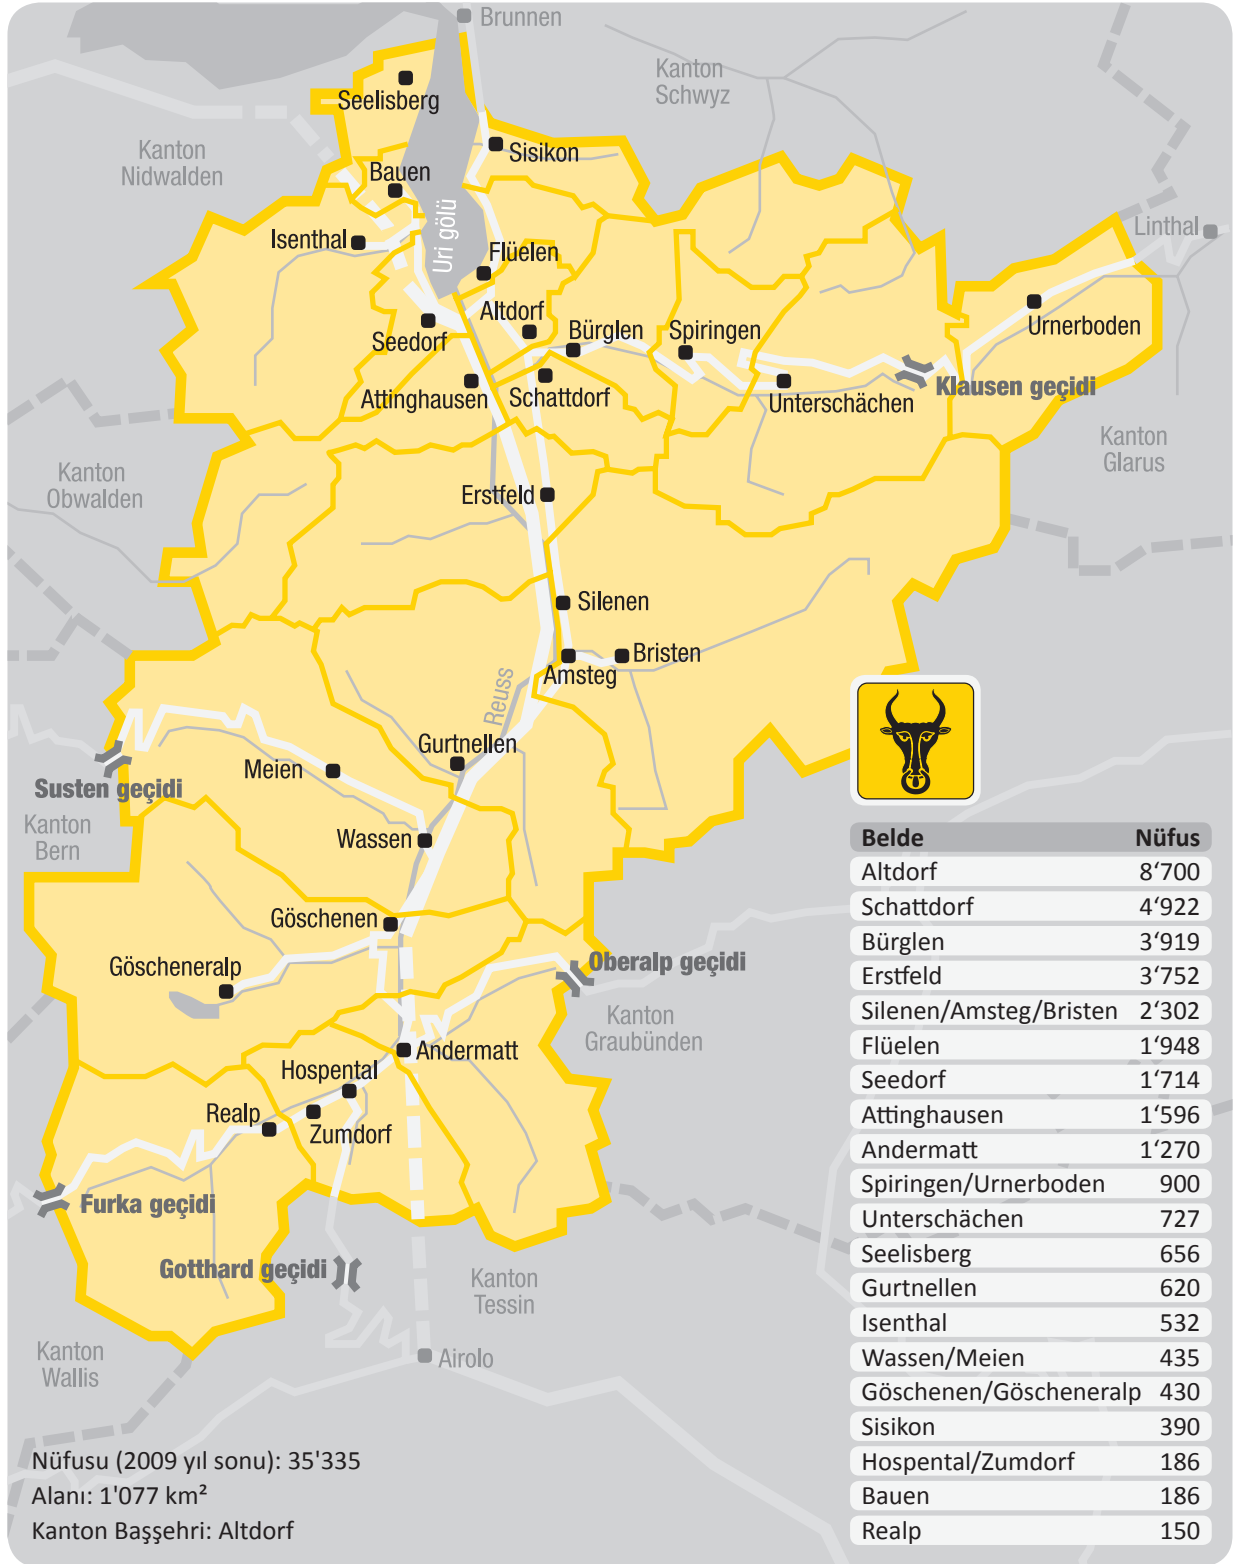 Brunnen
Kanton
Schwyz
Seelisberg
Kanton
Nidwalden
Sisikon
Bauen
Uri gölü
Isenthal
Linthal
Flüelen
Urnerboden
Altdorf
Seedorf
Bürglen
Spiringen
Klausen geçidi
Attinghausen
Schattdorf
Unterschächen
Kanton
Glarus
Kanton
Obwalden
Erstfeld
Silenen
Bristen
Amsteg
Reuss
Gurtnellen
Meien
Susten geçidi
Kanton
Bern
Wassen
Göschenen
Göscheneralp
Oberalp geçidi
Kanton
Graubünden
Andermatt
Hospental
Realp
Zumdorf
Furka geçidi
Gotthard geçidi
Kanton
Tessin
Kanton
Wallis
Airolo
Belde Nüfus
Altdorf 8‘700
Schattdorf 4‘922
Bürglen 3‘919
Erstfeld 3‘752
Silenen/Amsteg/Bristen 2‘302
Flüelen 1‘948
Seedorf 1‘714
Attinghausen 1‘596
Andermatt 1‘270
Spiringen/Urnerboden 900
Unterschächen 727
Seelisberg 656
Gurtnellen 620
Isenthal 532
Wassen/Meien 435
Göschenen/Göscheneralp 430
Sisikon 390
Hospental/Zumdorf 186
Bauen 186
Realp 150
Nüfusu (2009 yıl sonu): 35'335
Alanı: 1'077 km²
Kanton Başşehri: Altdorf